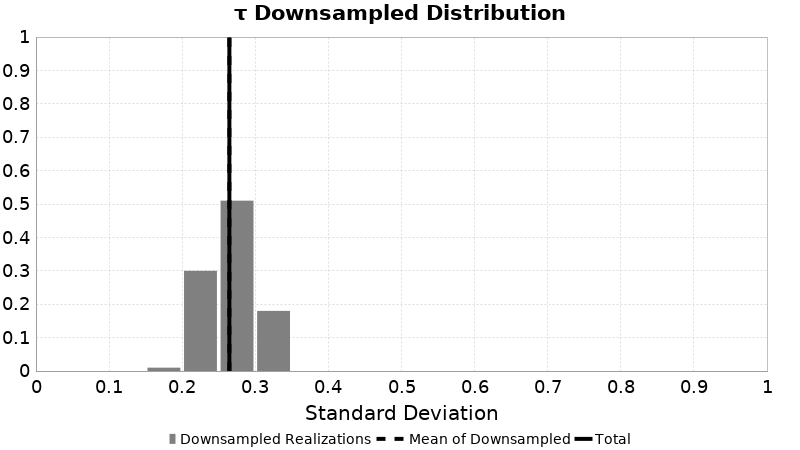 τ Downsampled Distribution
1
0.9
0.8
0.7
0.6
0.5
0.4
0.3
0.2
0.1
0
0 0.1 0.2 0.3 0.4 0.5 0.6 0.7 0.8 0.9 1
Standard Deviation
Downsampled Realizations Mean of Downsampled Total